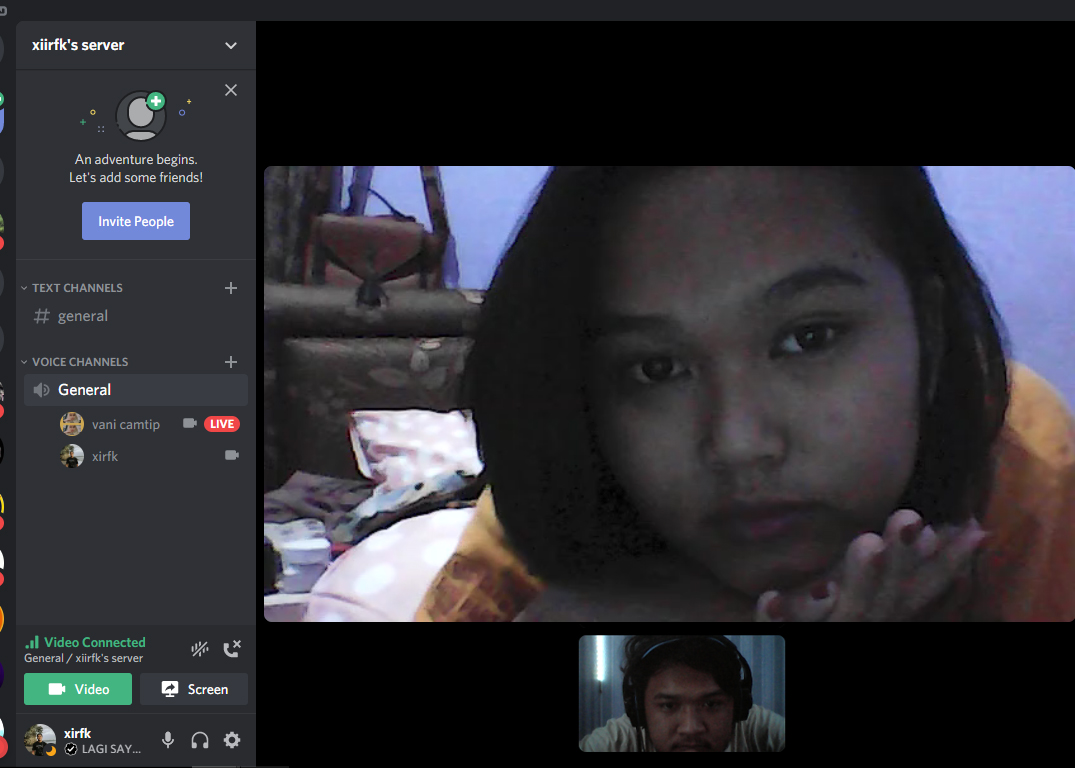 xiirfk's server
An adventure begins.
Let's add some friends!
Invite People
TEXT CHANNELS
general
VOICE CHANNELS
General
vani camtip LIVE
xirfk
Video Connected
General / xiirfk's server
Video Screen
xirfk
LAGI SAY...